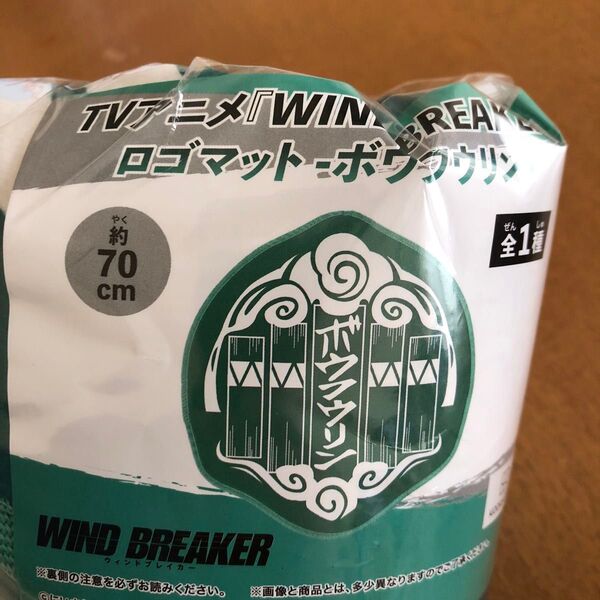 TVアニメ『WIND BREAKE
ロゴマット-ボウフウリン
やく
約
70
cm
ぜん しゅ
全1種
ボウフウリン
WIND BREAKER
ウィンドブレイカー
※裏側の注意を必ずお読みください。
※画像と商品とは、多少異なりますのでご了承ください。